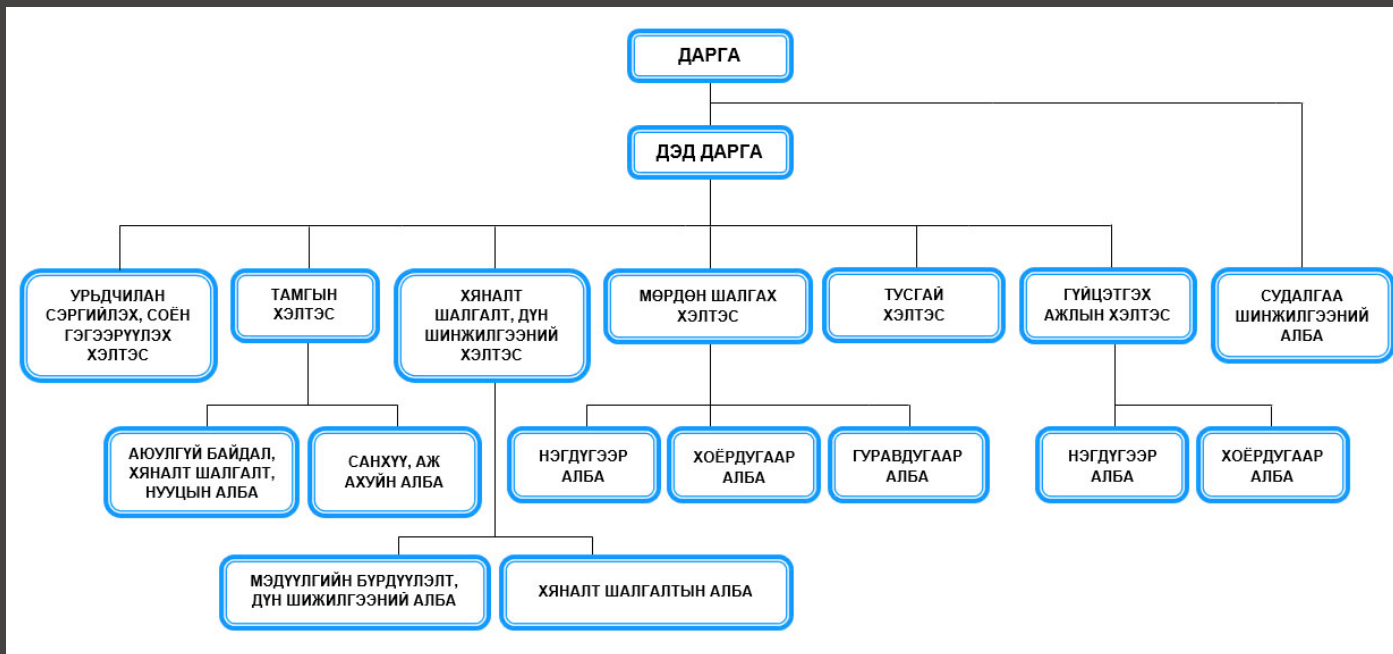 ДАРГА
ДЭД ДАРГА
УРЬДЧИЛАН
СЭРГИЙЛЭХ, СОЁН
ГЭГЭЭРҮҮЛЭХ
ХЭЛТЭС
ТАМГЫН
ХЭЛТЭС
ХЯНАЛТ
ШАЛГАЛТ, ДҮН
ШИНЖИЛГЭЭНИЙ
ХЭЛТЭС
МӨРДӨН ШАЛГАХ
ХЭЛТЭС
ТУСГАЙ
ХЭЛТЭС
ГҮЙЦЭТГЭХ
АЖЛЫН ХЭЛТЭС
СУДАЛГАА
ШИНЖИЛГЭЭНИЙ
АЛБА
АЮУЛГҮЙ БАЙДАЛ,
ХЯНАЛТ ШАЛГАЛТ,
НУУЦЫН АЛБА
САНХҮҮ, АЖ
АХУЙН АЛБА
НЭГДҮГЭЭР
АЛБА
ХОЁРДУГААР
АЛБА
ГУРАВДУГААР
АЛБА
НЭГДҮГЭЭР
АЛБА
ХОЁРДУГААР
АЛБА
МЭДҮҮЛГИЙН БҮРДҮҮЛЭЛТ,
ДҮН ШИЖИЛГЭЭНИЙ АЛБА
ХЯНАЛТ ШАЛГАЛТЫН АЛБА